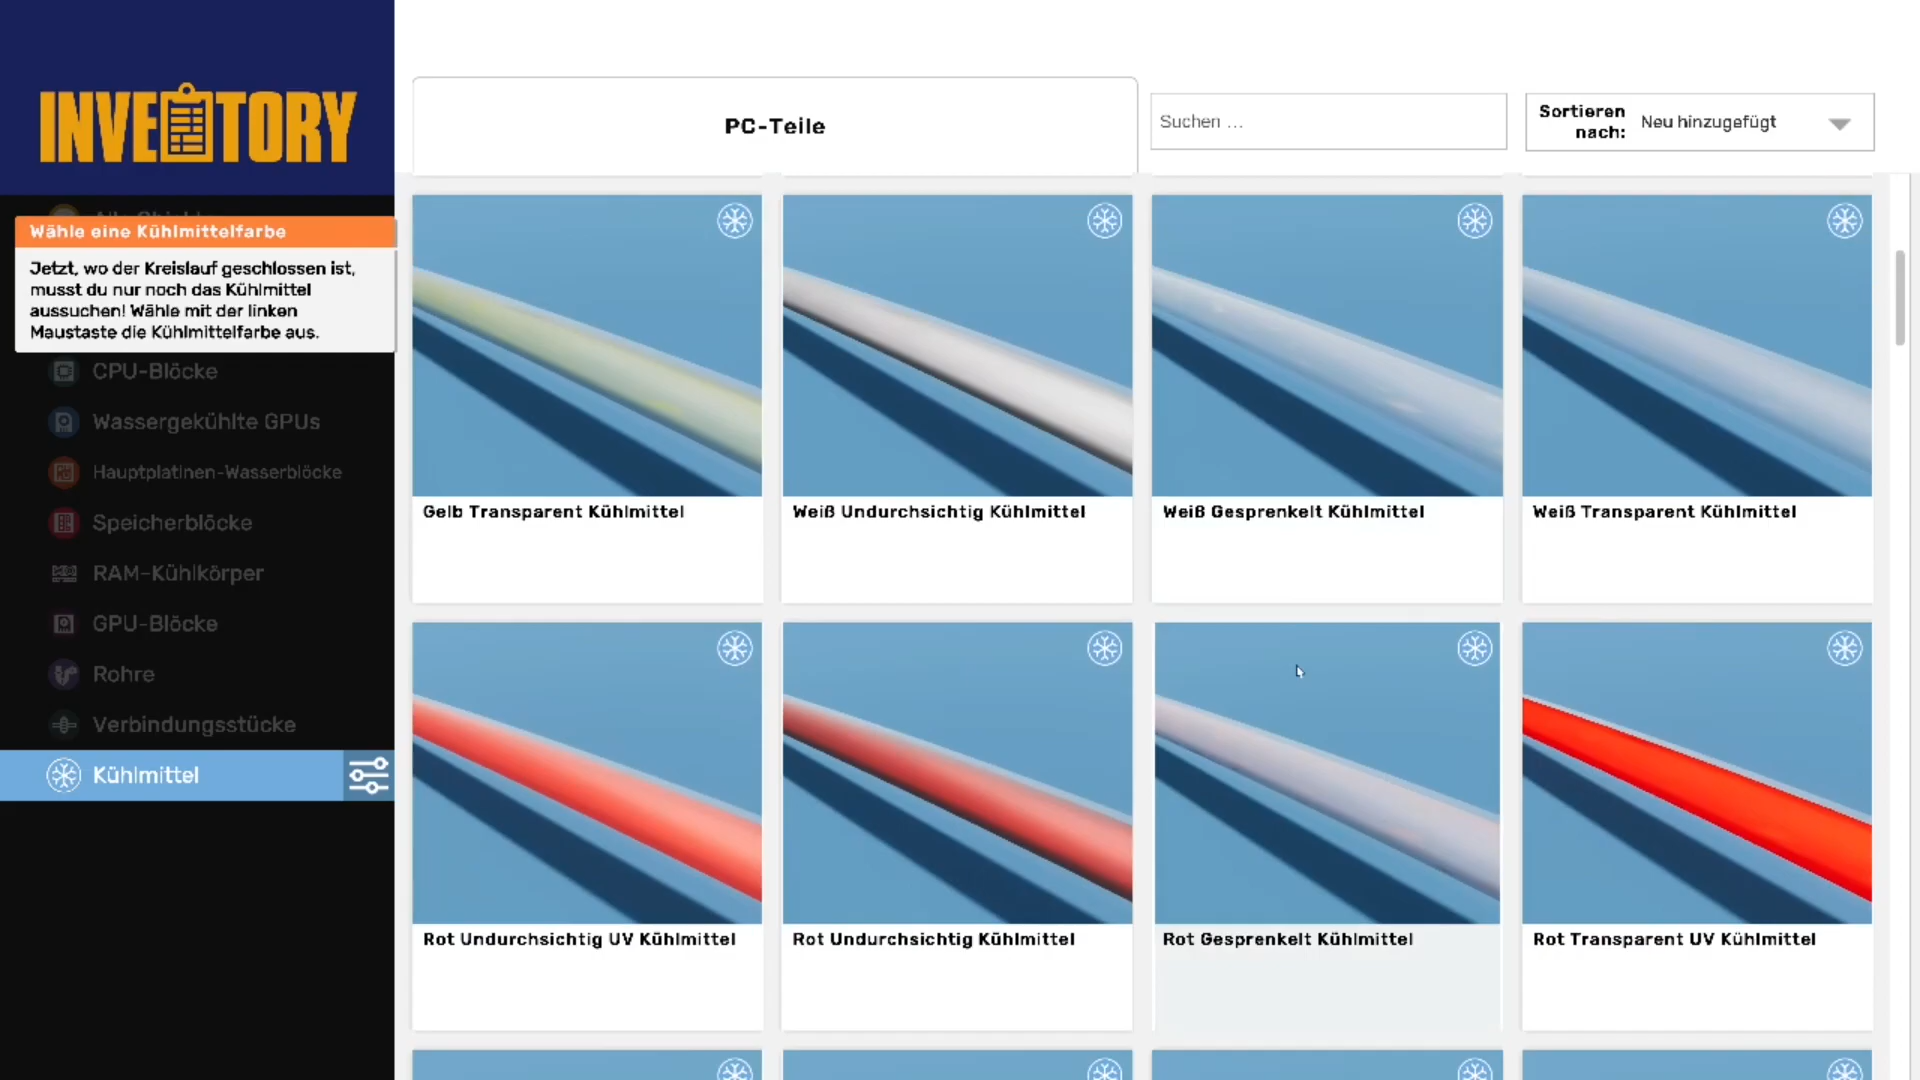 INVENTORY
PC-Teile
Suchen ...
Sortieren
nach:
Neu hinzugefügt
Wähle eine Kühlmittelfarbe
Jetzt, wo der Kreislauf geschlossen ist,
musst du nur noch das Kühlmittel
aussuchen! Wähle mit der linken
Maustaste die Kühlmittelfarbe aus.
CPU-Blöcke
Wassergekühlte GPUs
Hauptplatinen-Wasserblöcke
Speicherblöcke
RAM-Kühlkörper
GPU-Blöcke
Rohre
Verbindungsstücke
Kühlmittel
Gelb Transparent Kühlmittel
Weiß Undurchsichtig Kühlmittel
Weiß Gesprenkelt Kühlmittel
Weiß Transparent Kühlmittel
Rot Undurchsichtig UV Kühlmittel
Rot Undurchsichtig Kühlmittel
Rot Gesprenkelt Kühlmittel
Rot Transparent UV Kühlmittel